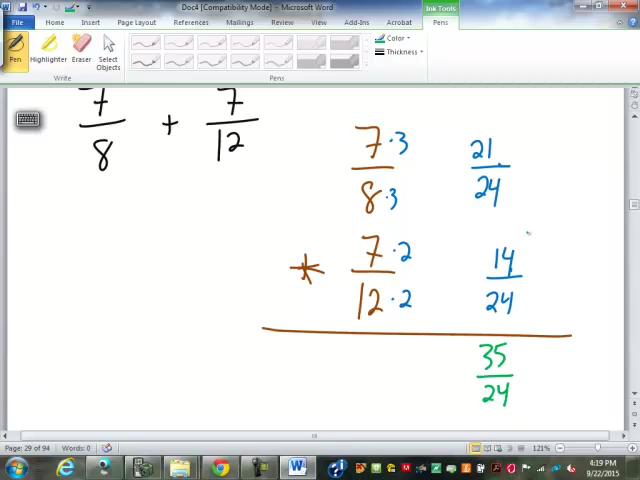 Doc4 [Compatibility Mode] - Microsoft Word
Ink Tools
File Home Insert Page Layout References Mailings Review View Add-Ins Acrobat Pens
Pen Highlighter Eraser Select Objects
Color
Thickness
Write Pens
7/8 + 7/12
7·3/8·3 21/24
* 7·2/12·2 14/24
35/24
Page: 29 of 94 Words: 0 121%
4:19 PM
9/22/2015